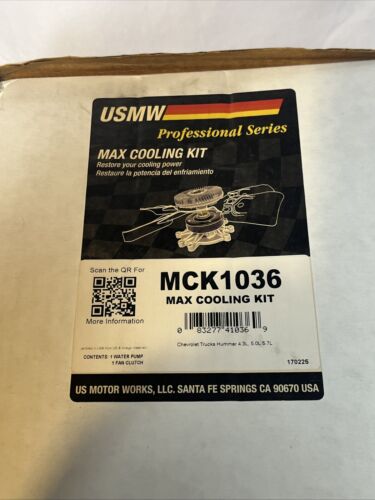 USMW
Professional Series
MAX COOLING KIT
Restore your cooling power
Restaure la potencia del enfriamiento
Scan the QR For
More Information
MCK1036
MAX COOLING KIT
0 83277 41036 9
Chevrolet Trucks Hummer 4.3L, 5.0L 5.7L
CONTENTS: 1 WATER PUMP
1 FAN CLUTCH
170225
US MOTOR WORKS, LLC. SANTA FE SPRINGS CA 90670 USA